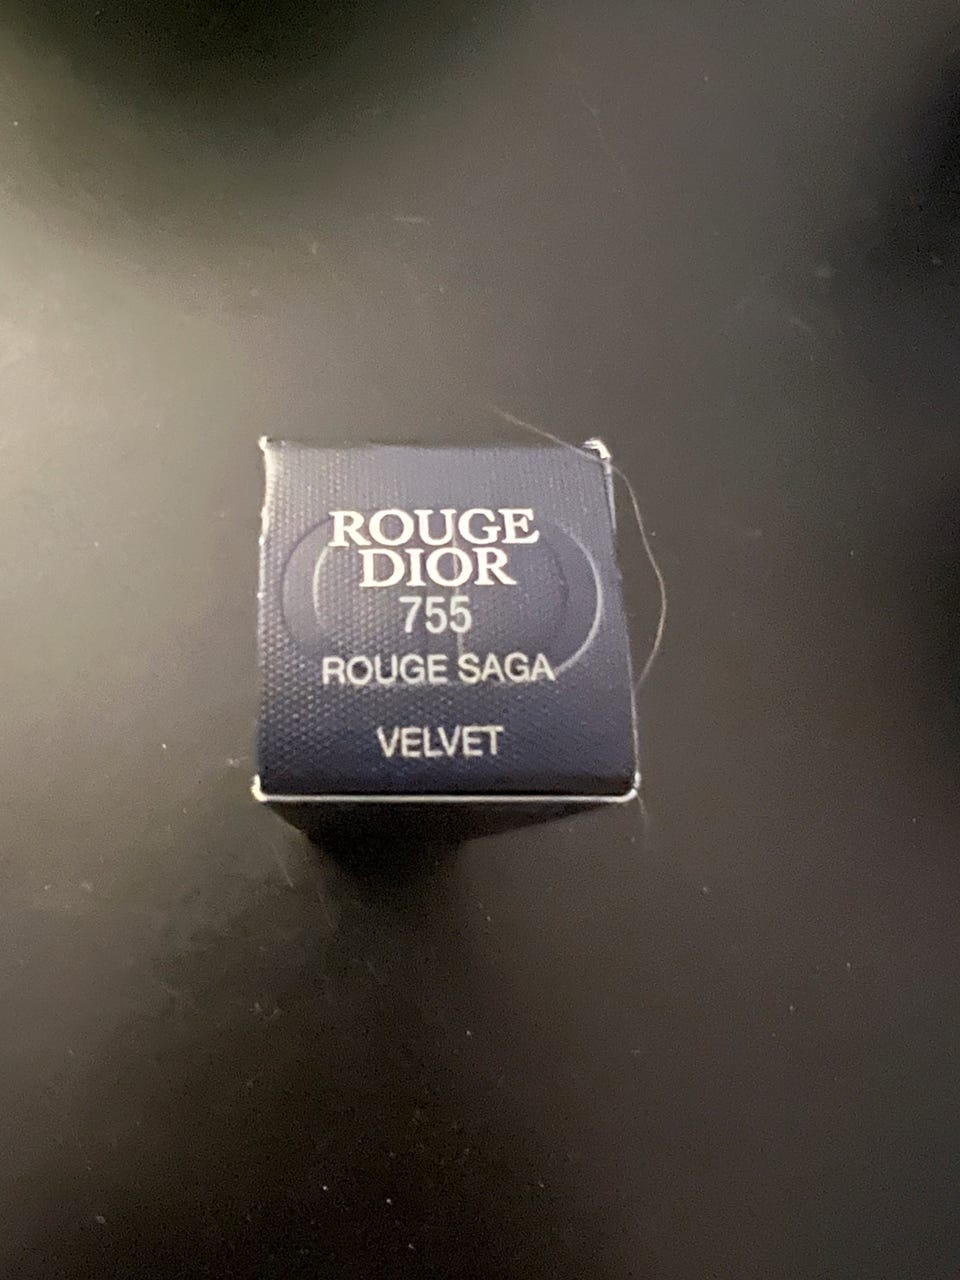 ROUGE
DIOR
755
ROUGE SAGA
VELVET